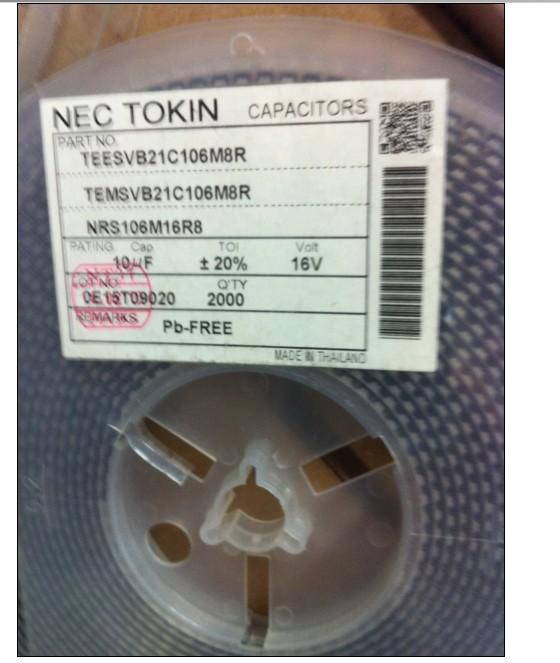 NEC TOKIN CAPACITORS
PART NO.
TEESVB21C106M8R
TEMSVB21C106M8R
NRS106M16R8
RATING Cap. TOl Volt
10μF ± 20% 16V
LOT NO. Q'TY
0E15T09020 2000
REMARKS Pb-FREE
MADE IN THAILAND